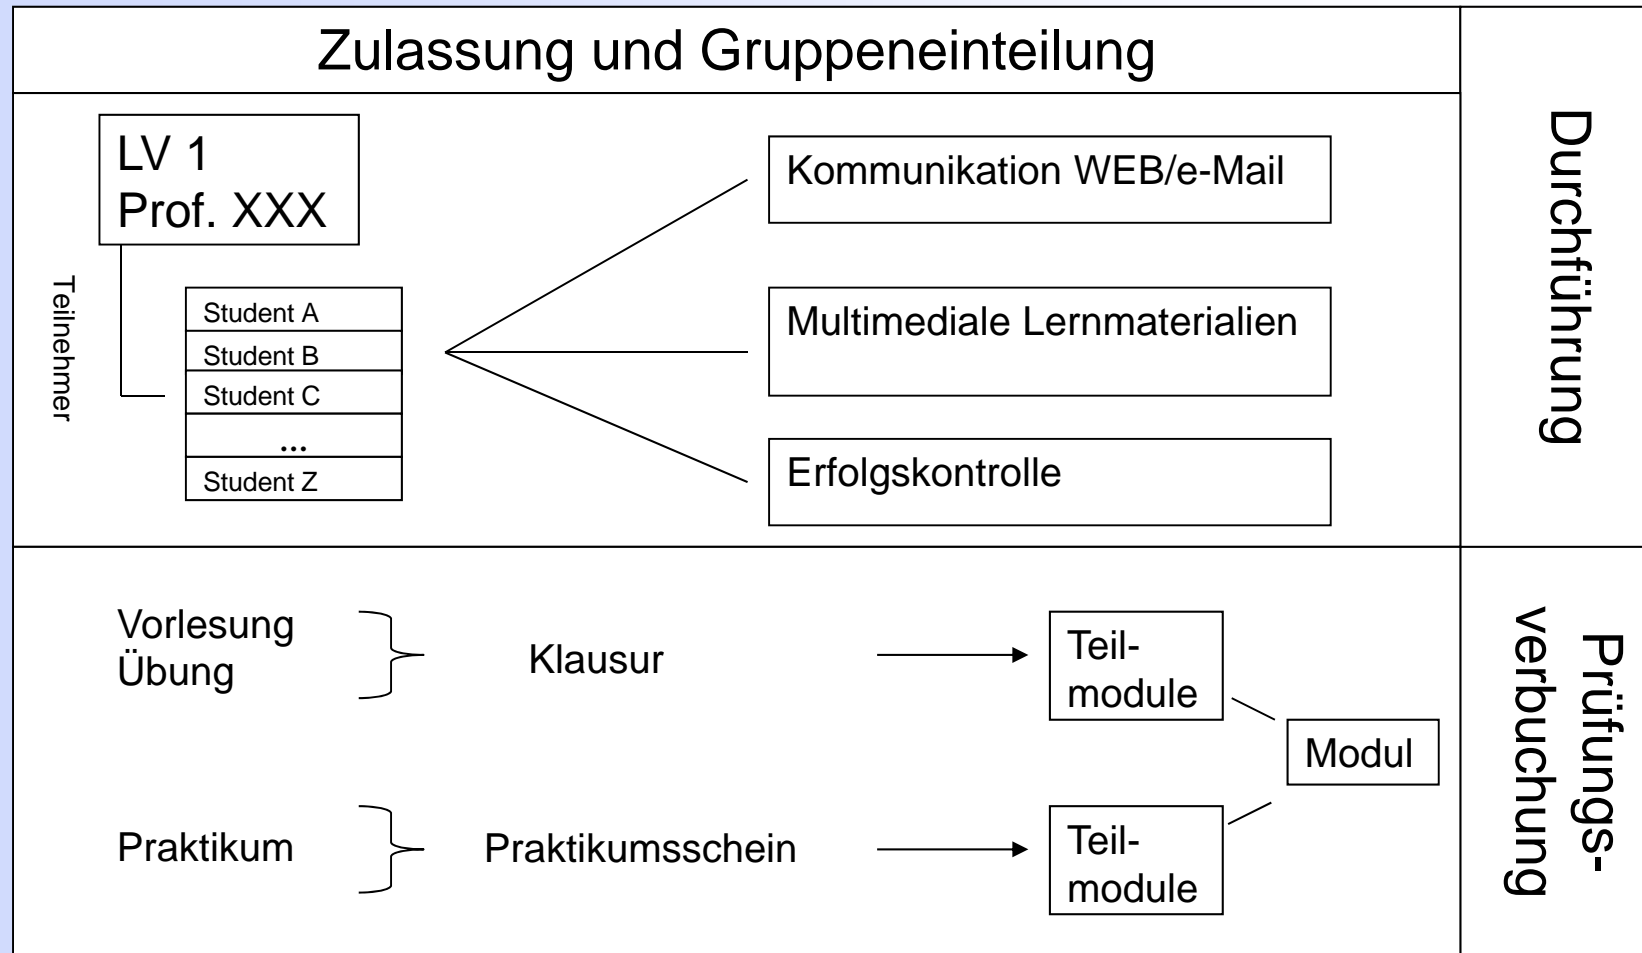 Zulassung und Gruppeneinteilung
LV 1
Prof. XXX
Teilnehmer
Student A
Student B
Student C
...
Student Z
Kommunikation WEB/e-Mail
Multimediale Lernmaterialien
Erfolgskontrolle
Durchführung
Vorlesung
Übung
Klausur
Teil-
module
Modul
Praktikum
Praktikumsschein
Teil-
module
Prüfungs-
verbuchung